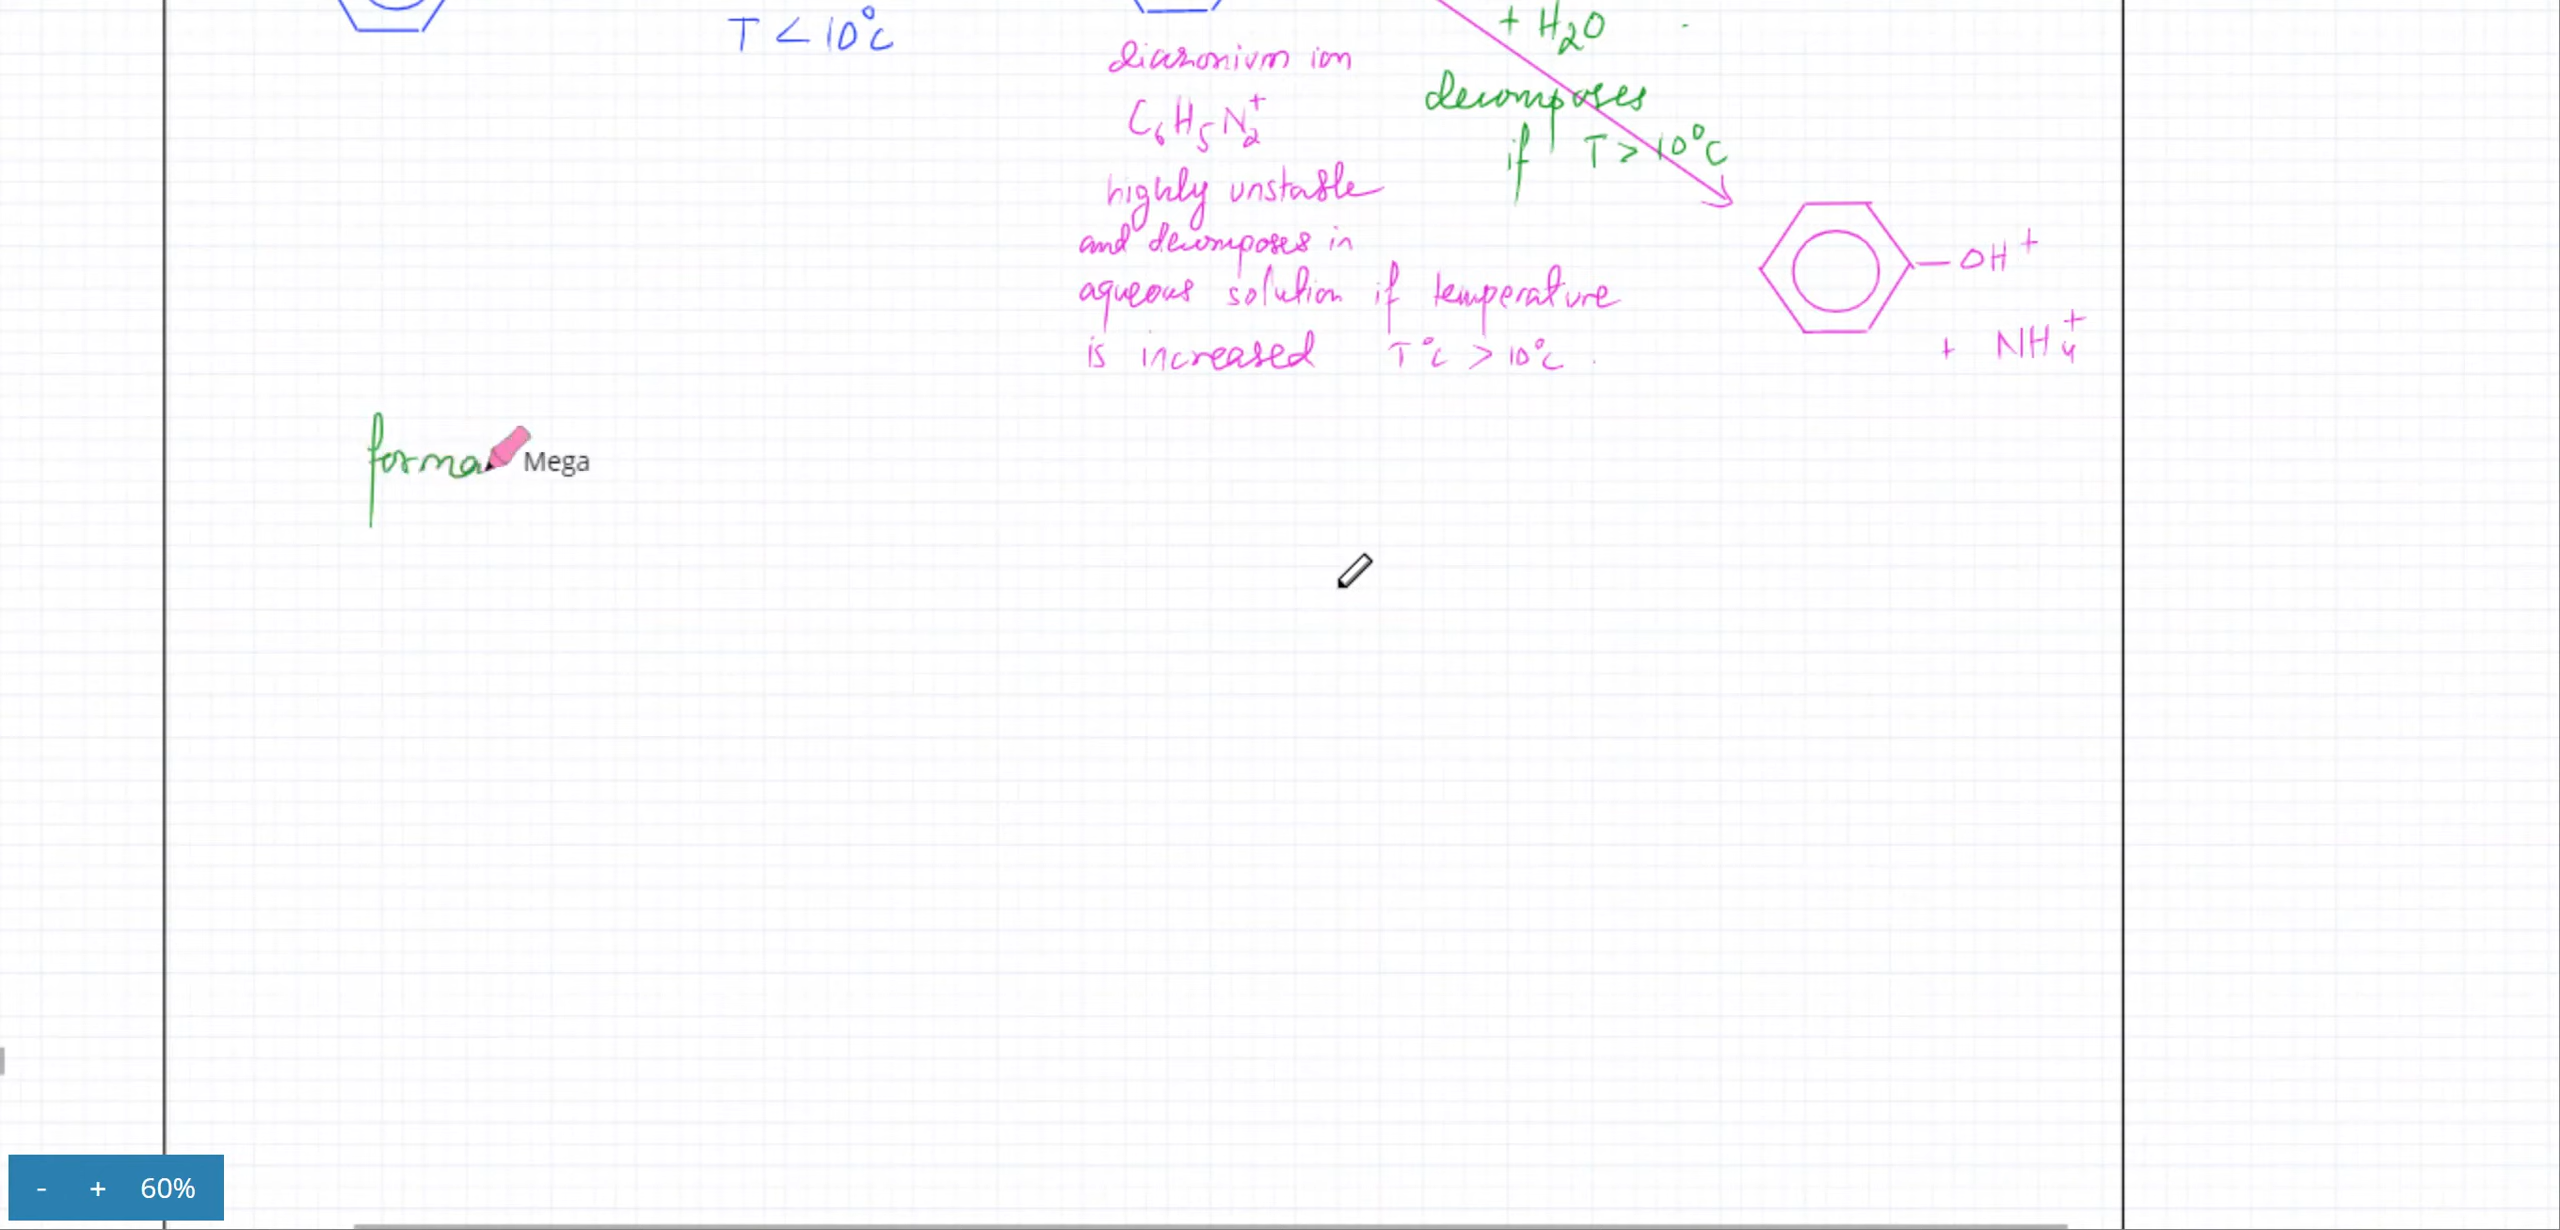 T < 10°C
+ H2O
diazonium ion
decomposes
C6H5N2+
if T > 10°C
highly unstable
and decomposes in
aqueous solution if temperature
is increased T°C > 10°C.
OH +
+ NH4+
forma
Mega
- + 60%